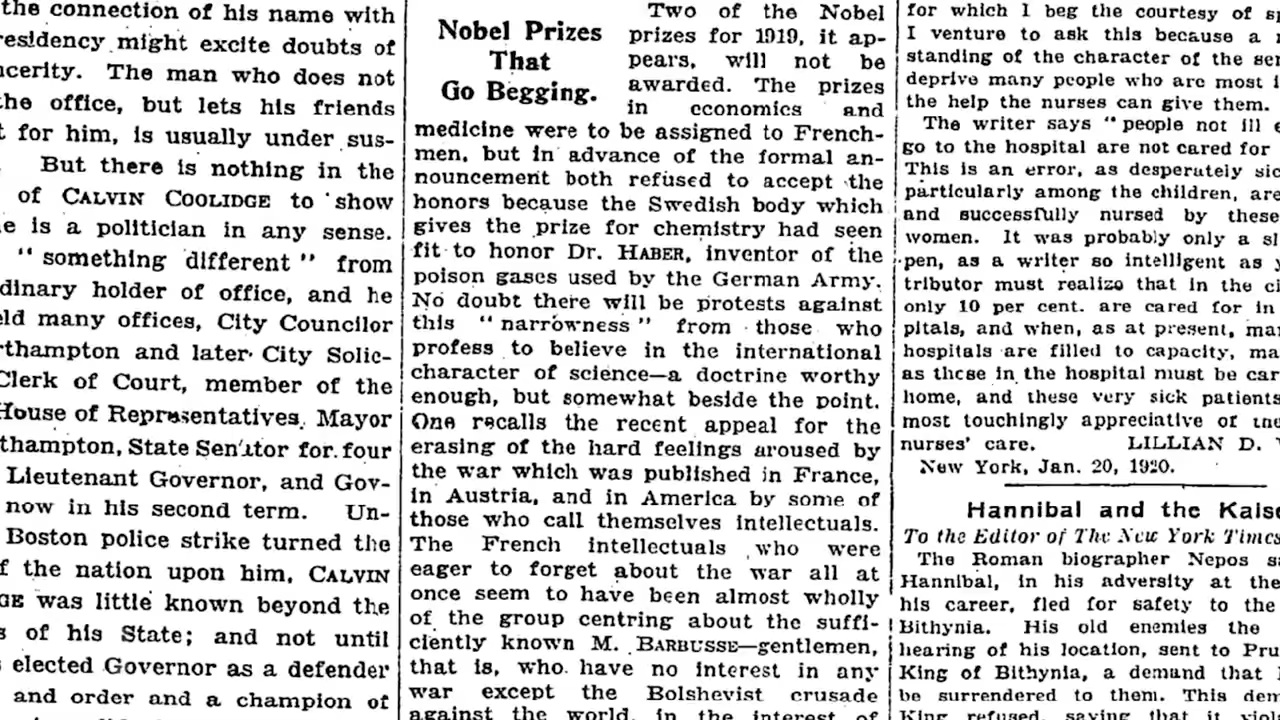 the connection of his name with
might excite doubts of
The man who does not
the office, but lets his friends
for him, is usually under sus-
But there is nothing in the
of CALVIN COOLIDGE to show
is a politician in any sense.
"something different" from
holder of office, and he
many offices, City Councilor
and later City Solic-
Clerk of Court, member of the
House of Representatives, Mayor
State Senator for four
Lieutenant Governor, and Gov-
now in his second term. Un-
Boston police strike turned the
the nation upon him, CALVIN
was little known beyond the
of his State; and not until
elected Governor as a defender
and order and a champion of
Nobel Prizes
That
Go Begging.
Two of the Nobel
prizes for 1919, it ap-
pears, will not be
awarded. The prizes
in economics and
medicine were to be assigned to French-
men, but in advance of the formal an-
nouncement both refused to accept the
honors because the Swedish body which
gives the prize for chemistry had seen
fit to honor Dr. HABER, inventor of the
poison gases used by the German Army.
No doubt there will be protests against
this "narrowness" from those who
profess to believe in the international
character of science—a doctrine worthy
enough, but somewhat beside the point.
One recalls the recent appeal for the
erasing of the hard feelings aroused by
the war which was published in France,
in Austria, and in America by some of
those who call themselves intellectuals.
The French intellectuals who were
eager to forget about the war all at
once seem to have been almost wholly
of the group centring about the suffi-
ciently known M. BARBUSSE—gentlemen,
that is, who have no interest in any
war except the Bolshevist crusade
against the world, in the interest of
for which I beg the courtesy of
I venture to ask this because a
standing of the character of the
deprive many people who are most
the help the nurses can give them.
The writer says "people not ill
go to the hospital are not cared for
This is an error, as desperately
particularly among the children, are
and successfully nursed by these
women. It was probably only a
pen, as a writer so intelligent as
tributor must realize that in the
only 10 per cent. are cared for in
pitals, and when, as at present,
hospitals are filled to capacity,
as these in the hospital must be
home, and these very sick patients
most touchingly appreciative of the
nurses' care. LILLIAN D.
New York, Jan. 20, 1920.
Hannibal and the
To the Editor of The New York Times
The Roman biographer Nepos
Hannibal, in his adversity at the
his career, fled for safety to the
Bithynia. His old enemies the
hearing of his location, sent to
King of Bithynia, a demand that
be surrendered to them. This
King refused, saying that it